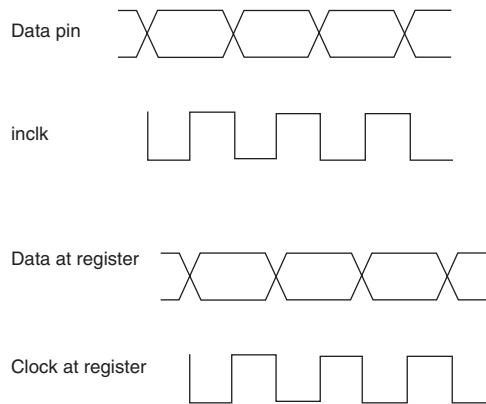 Data pin
inclk
Data at register
Clock at register